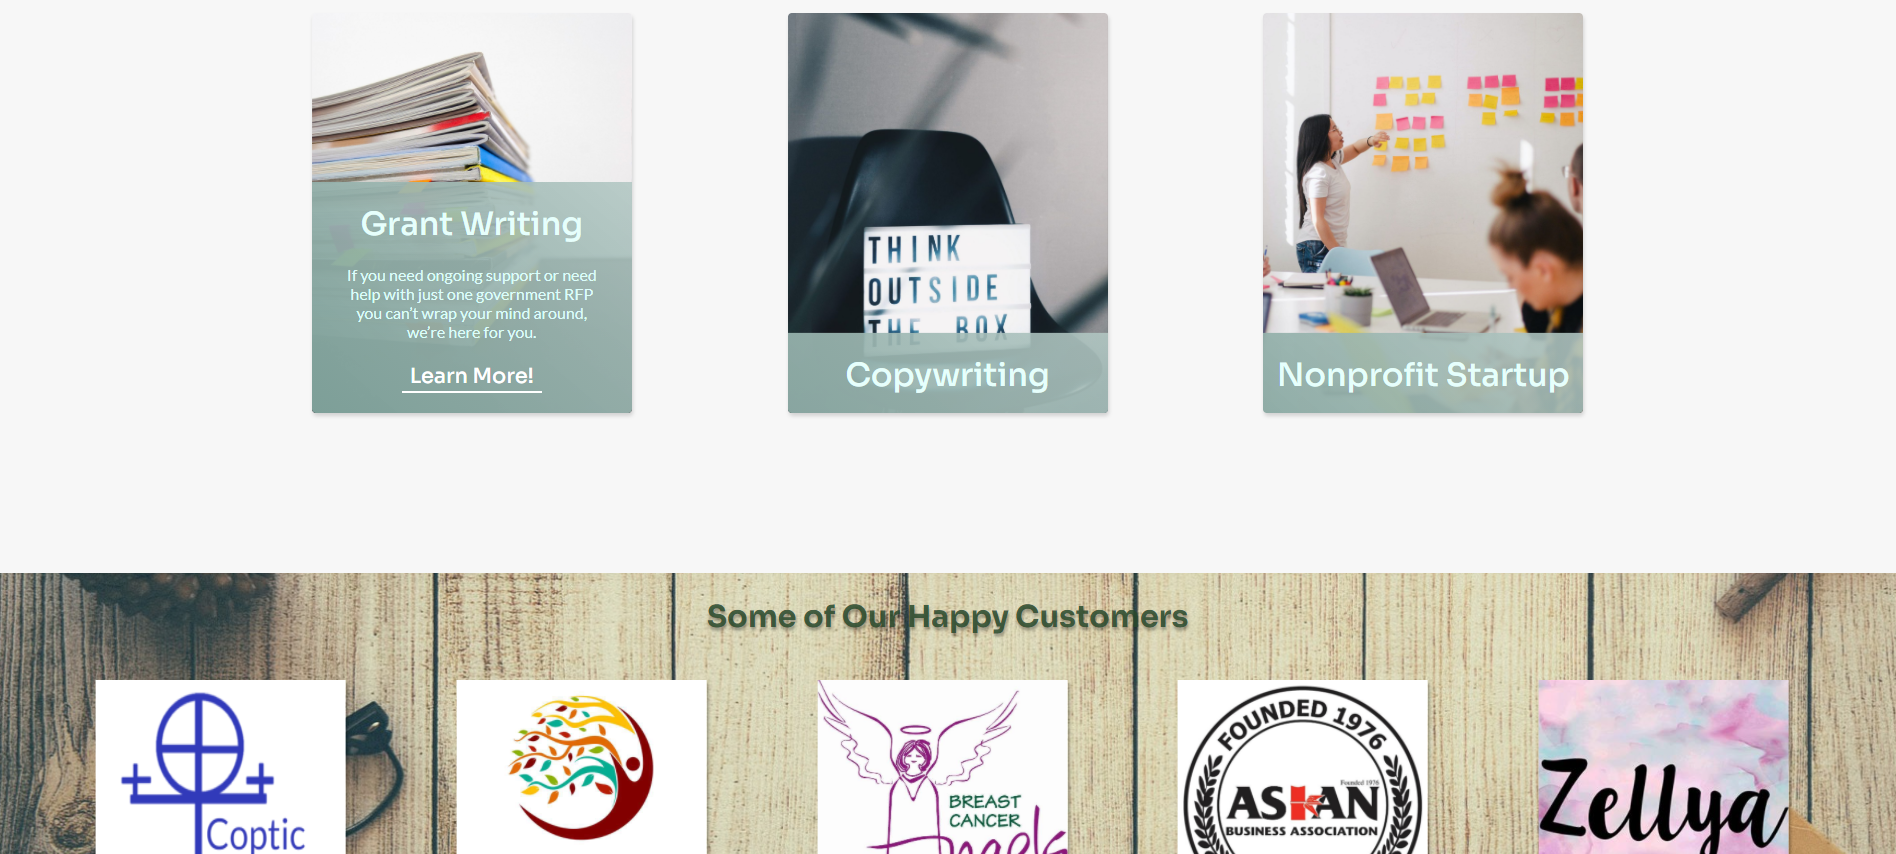 Grant Writing
If you need ongoing support or need
help with just one government RFP
you can't wrap your mind around,
we're here for you.
Learn More!
THINK
OUTSIDE
THE BOX
Copywriting
Nonprofit Startup
Some of Our Happy Customers
Coptic
BREAST
CANCER
Angels
FOUNDED 1976
Founded 1976
ASIAN
BUSINESS ASSOCIATION
Zellya